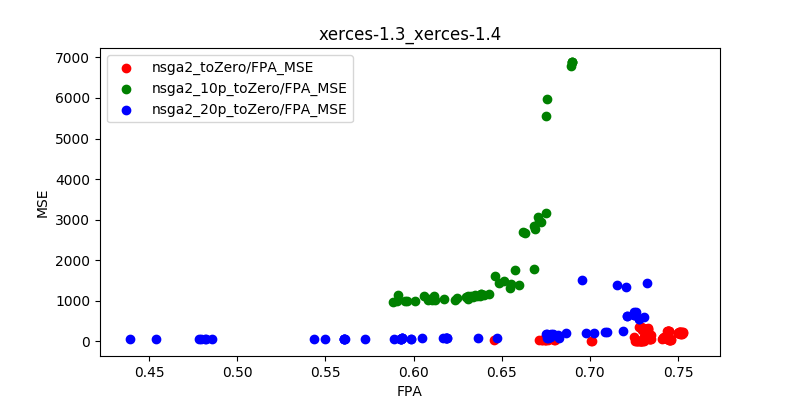 xerces-1.3_xerces-1.4
nsga2_toZero/FPA_MSE
nsga2_10p_toZero/FPA_MSE
nsga2_20p_toZero/FPA_MSE
7000
6000
5000
4000
3000
2000
1000
0
MSE
0.45 0.50 0.55 0.60 0.65 0.70 0.75
FPA